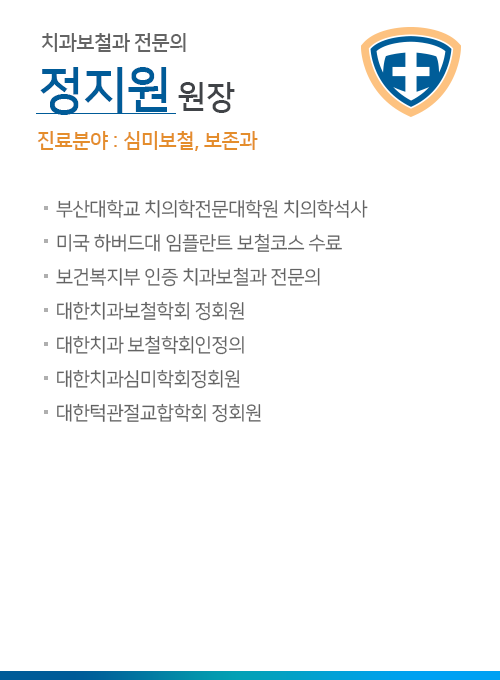 치과보철과 전문의
정지원 원장
진료분야 : 심미보철, 보존과
부산대학교 치의학전문대학원 치의학석사
미국 하버드대 임플란트 보철코스 수료
보건복지부 인증 치과보철과 전문의
대한치과보철학회 정회원
대한치과 보철학회인정의
대한치과심미학회정회원
대한턱관절교합학회 정회원